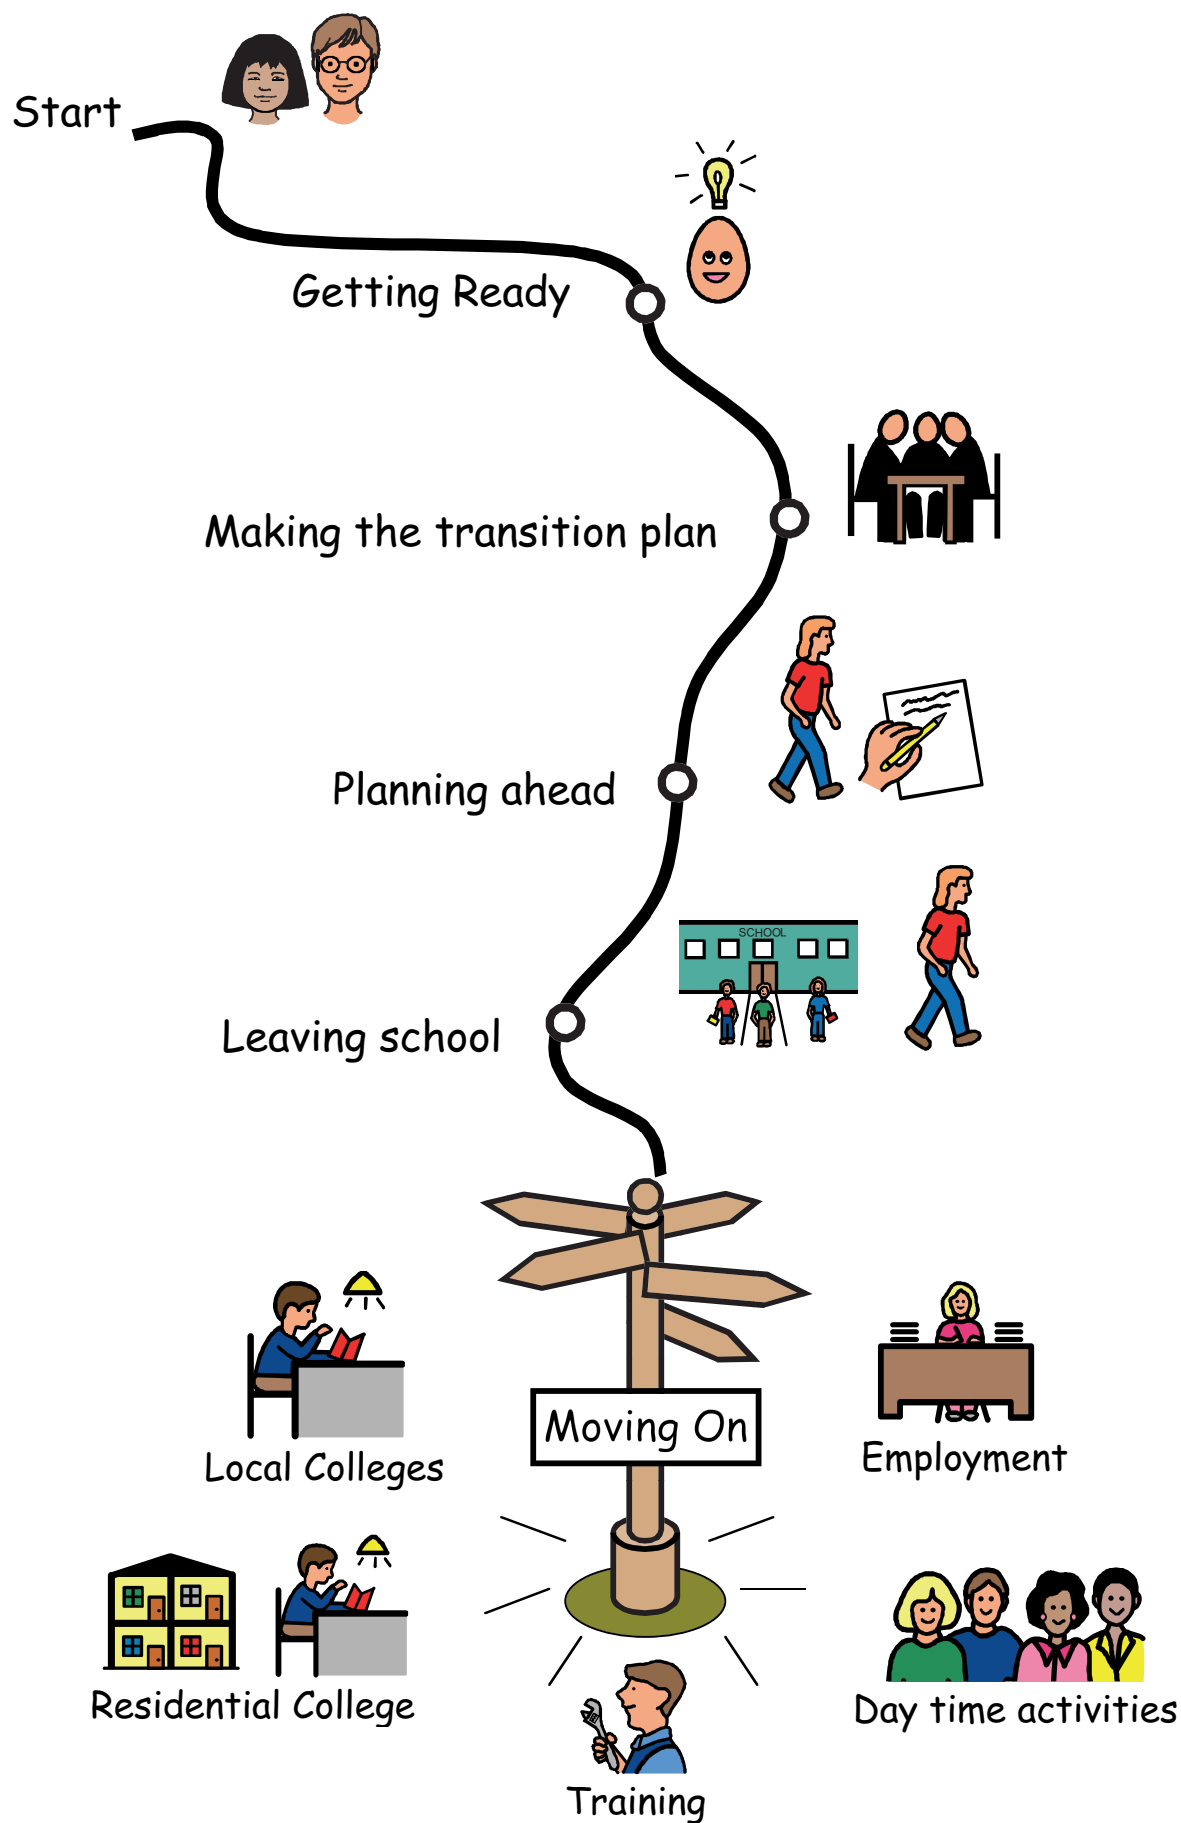 Start
Getting Ready
Making the transition plan
Planning ahead
SCHOOL
Leaving school
Moving On
Local Colleges
Employment
Residential College
Day time activities
Training